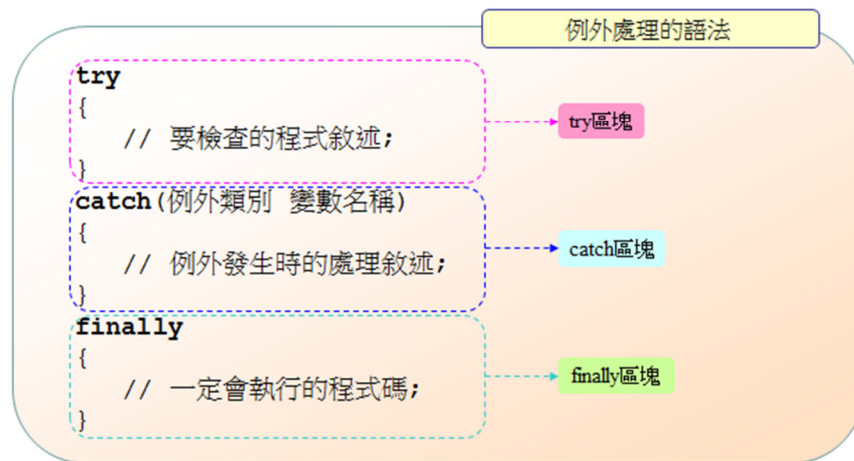 例外處理的語法
try
{
// 要檢查的程式敘述;
}
try區塊
catch(例外類別 變數名稱)
{
// 例外發生時的處理敘述;
}
catch區塊
finally
{
// 一定會執行的程式碼;
}
finally區塊